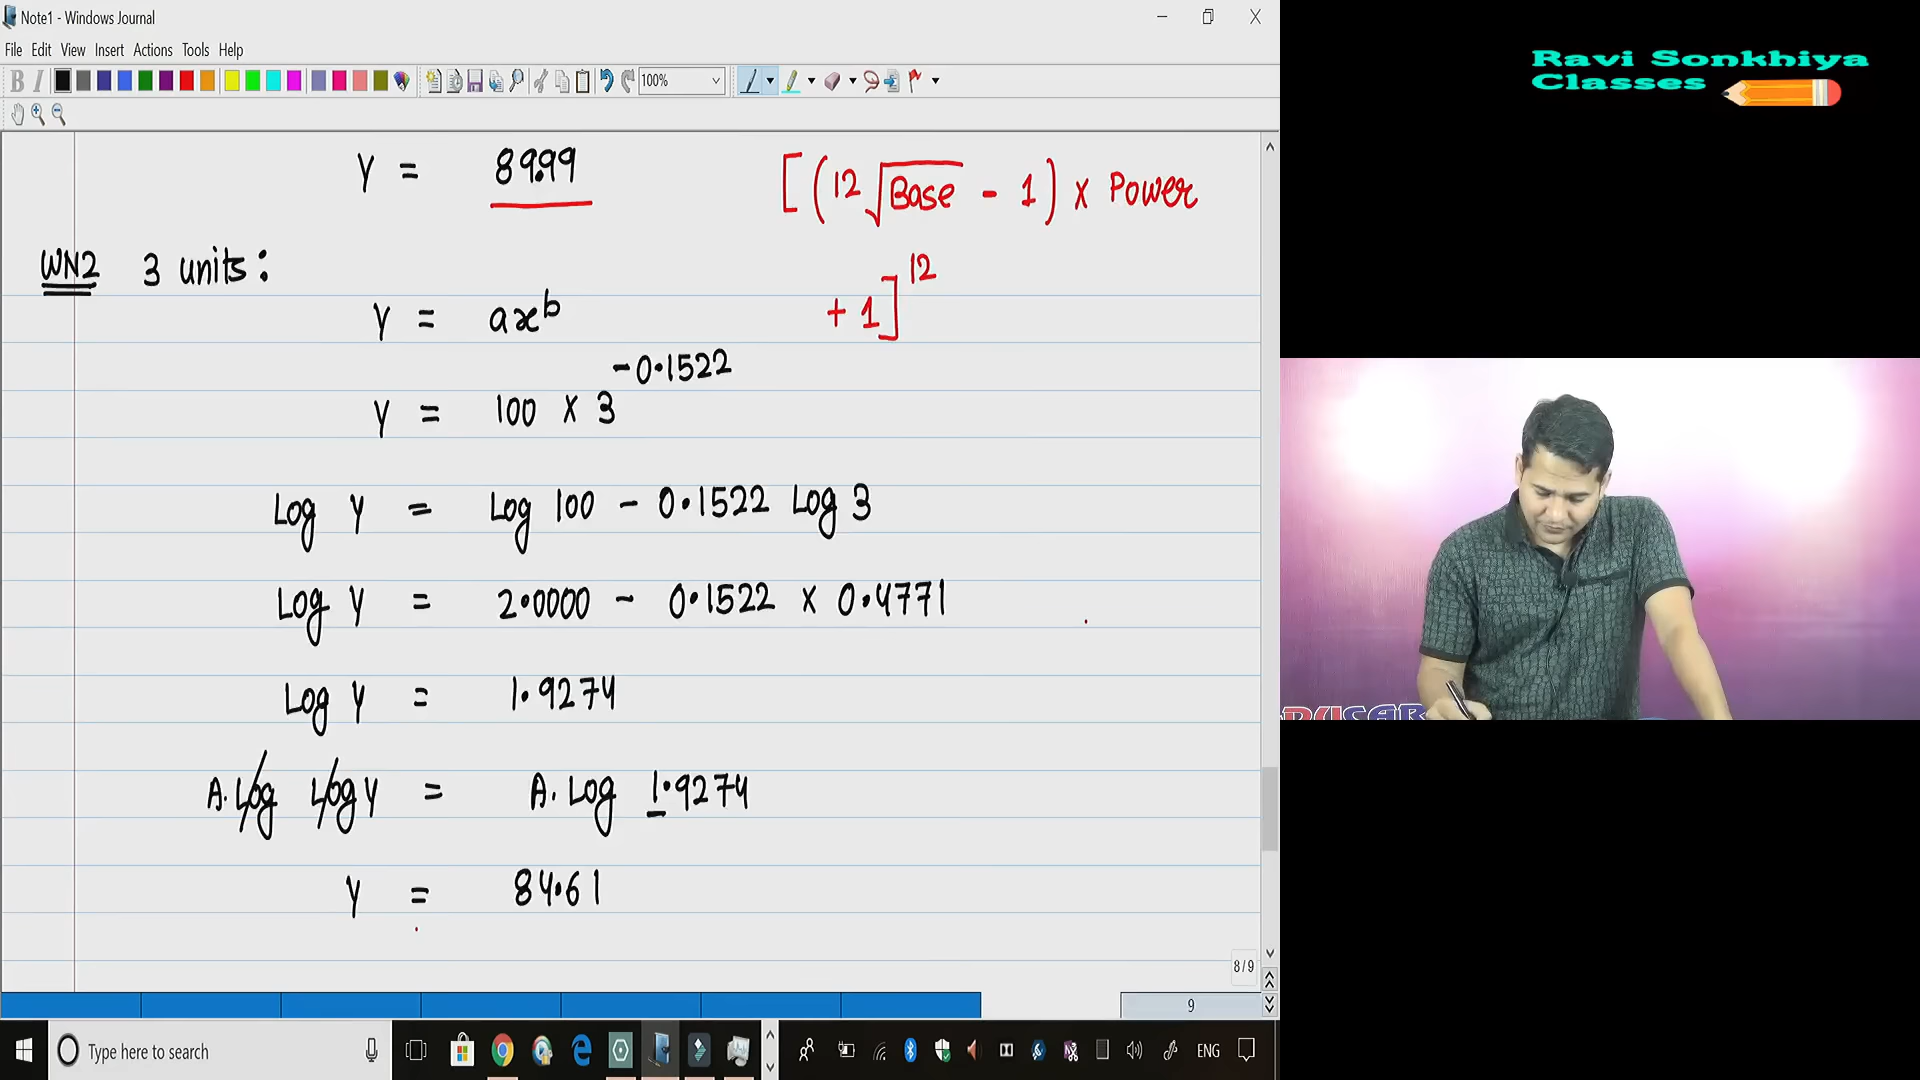 Note1 - Windows Journal
File Edit View Insert Actions Tools Help
B I 100%
Y = 89.99
[(12√Base - 1) x Power
+ 1]^12
WN2 3 units:
Y = ax^b
Y = 100 x 3^-0.1522
Log Y = Log 100 - 0.1522 Log 3
Log Y = 2.0000 - 0.1522 x 0.4771
Log Y = 1.9274
A.Log Log Y = A.Log 1.9274
Y = 84.61
8/9
9
Type here to search
ENG
Ravi Sonkhiya
Classes